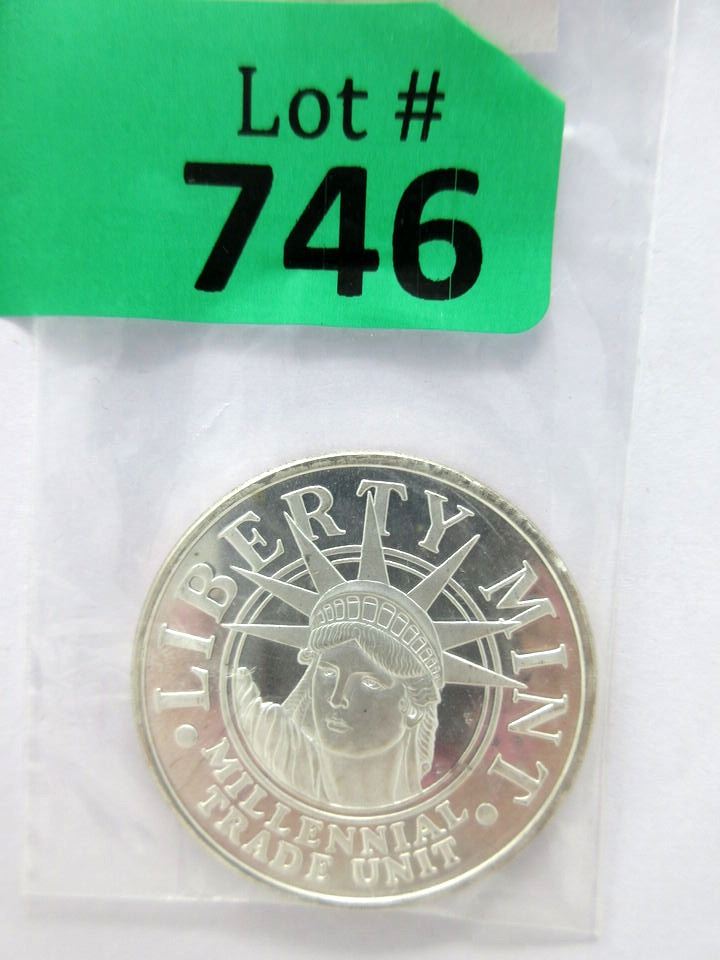 Lot #
746
LIBERTY MINT
MILLENNIAL
TRADE UNIT